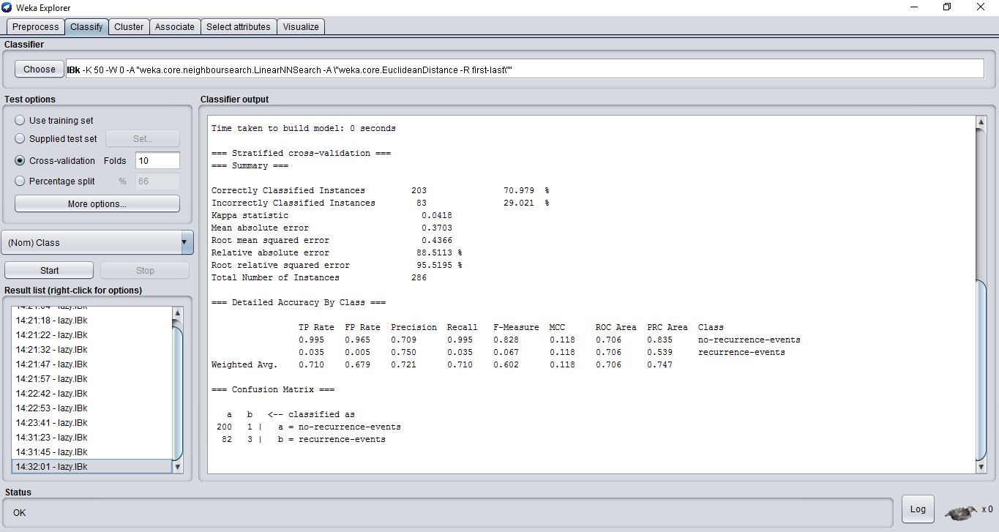 Weka Explorer
Preprocess Classify Cluster Associate Select attributes Visualize
Classifier
Choose IBk -K 50 -W 0 -A "weka.core.neighboursearch.LinearNNSearch -A \"weka.core.EuclideanDistance -R first-last\""
Test options
Use training set
Supplied test set Set...
Cross-validation Folds 10
Percentage split % 66
More options...
(Nom) Class
Start Stop
Result list (right-click for options)
14:21:04 - lazy.IBk
14:21:18 - lazy.IBk
14:21:22 - lazy.IBk
14:21:32 - lazy.IBk
14:21:47 - lazy.IBk
14:21:57 - lazy.IBk
14:22:42 - lazy.IBk
14:22:53 - lazy.IBk
14:23:41 - lazy.IBk
14:31:23 - lazy.IBk
14:31:45 - lazy.IBk
14:32:01 - lazy.IBk
Classifier output
Time taken to build model: 0 seconds
=== Stratified cross-validation ===
=== Summary ===
Correctly Classified Instances 203 70.979 %
Incorrectly Classified Instances 83 29.021 %
Kappa statistic 0.0418
Mean absolute error 0.3703
Root mean squared error 0.4366
Relative absolute error 88.5113 %
Root relative squared error 95.5195 %
Total Number of Instances 286
=== Detailed Accuracy By Class ===
TP Rate FP Rate Precision Recall F-Measure MCC ROC Area PRC Area Class
0.995 0.965 0.709 0.995 0.828 0.118 0.706 0.835 no-recurrence-events
0.035 0.005 0.750 0.035 0.067 0.118 0.706 0.539 recurrence-events
Weighted Avg. 0.710 0.679 0.721 0.710 0.602 0.118 0.706 0.747
=== Confusion Matrix ===
a b <-- classified as
200 1 | a = no-recurrence-events
82 3 | b = recurrence-events
Status
OK
Log x 0